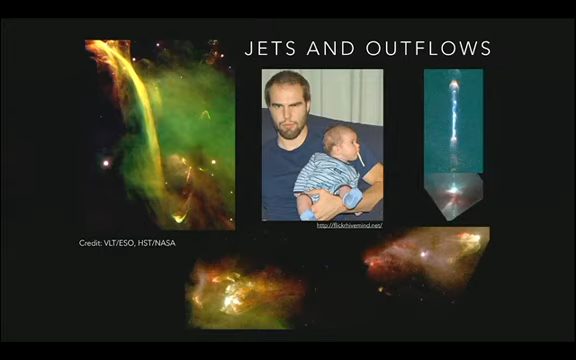 JETS AND OUTFLOWS
http://flickrhivemind.net/
Credit: VLT/ESO, HST/NASA